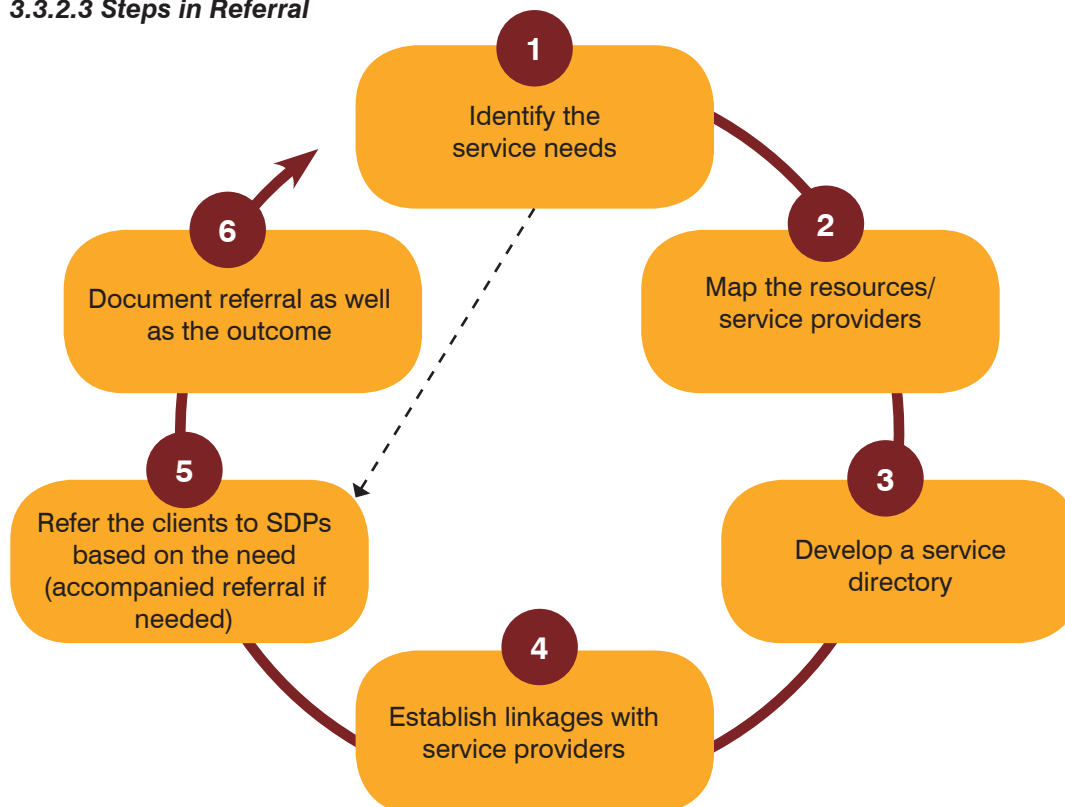 3.3.2.3 Steps in Referral
1
Identify the
service needs
2
Map the resources/
service providers
3
Develop a service
directory
4
Establish linkages with
service providers
5
Refer the clients to SDPs
based on the need
(accompanied referral if
needed)
6
Document referral as well
as the outcome